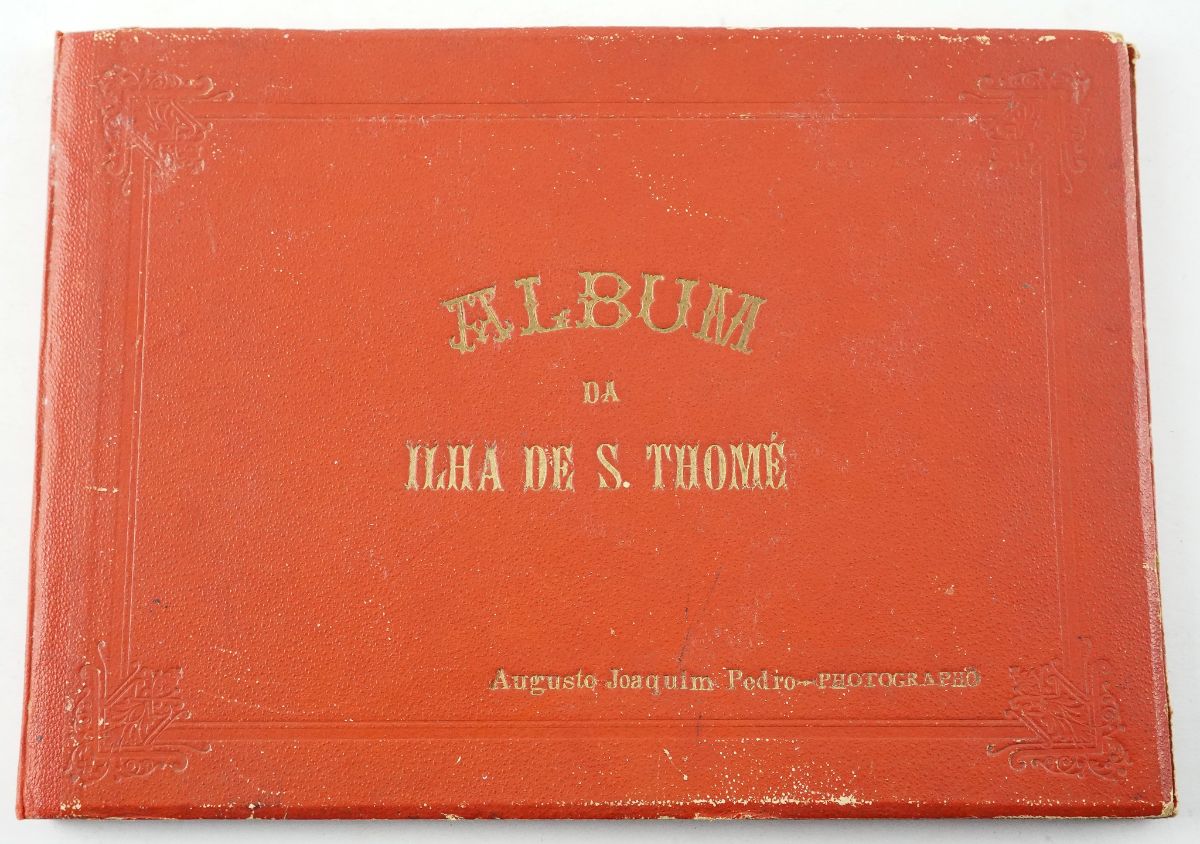 ALBUM
DA
ILHA DE S. THOMÉ
Augusto Joaquim Pedro-PHOTOGRAPHO